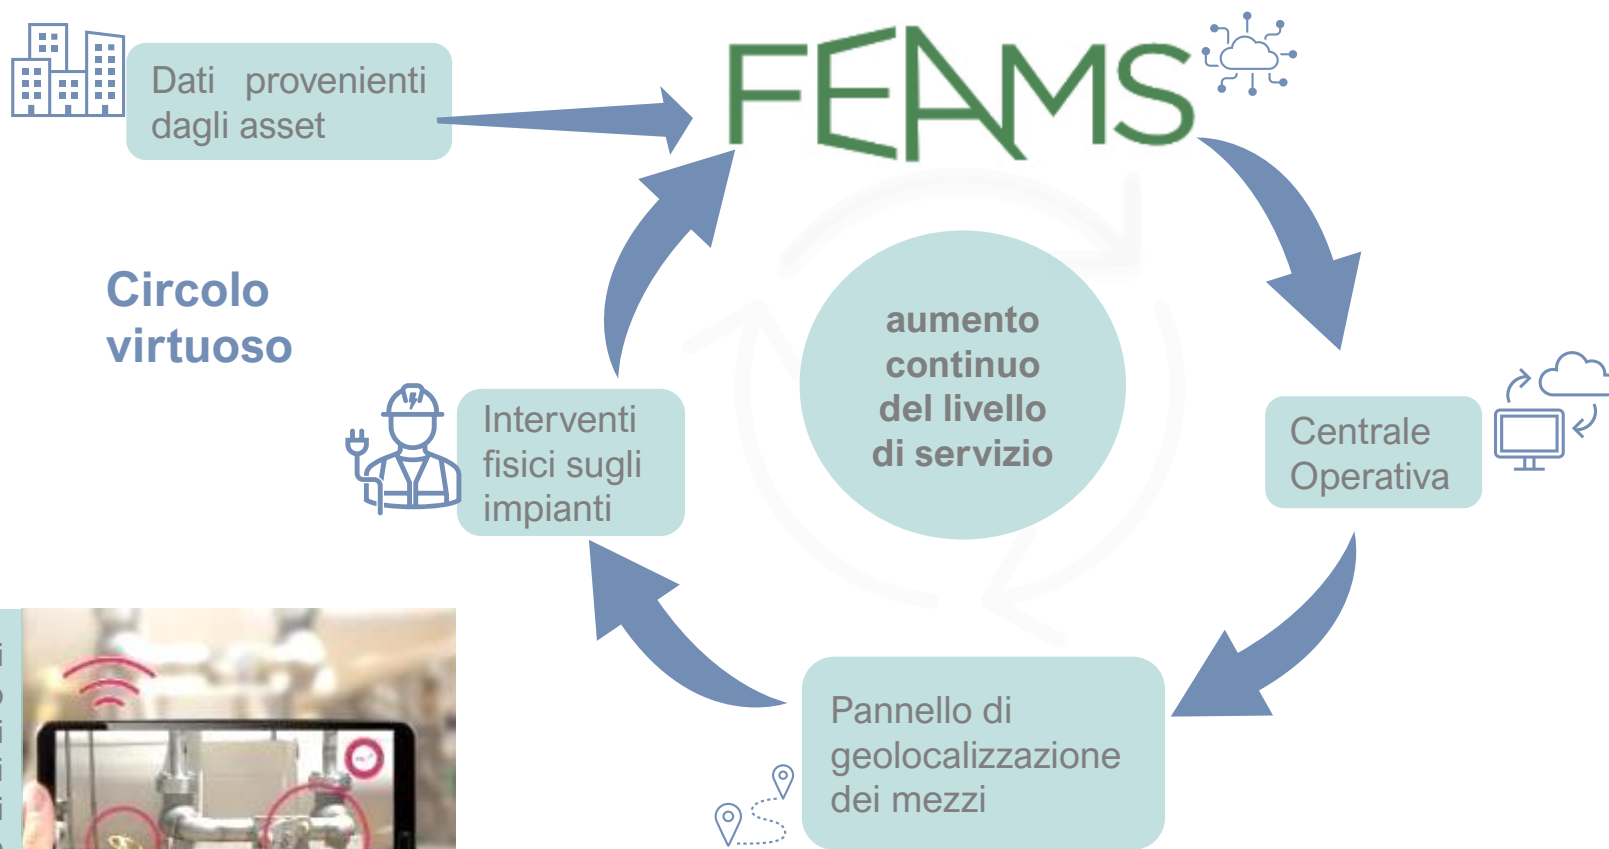 Dati provenienti
dagli asset
FEAMS
Circolo
virtuoso
aumento
continuo
del livello
di servizio
Interventi
fisici sugli
impianti
Centrale
Operativa
Pannello di
geolocalizzazione
dei mezzi